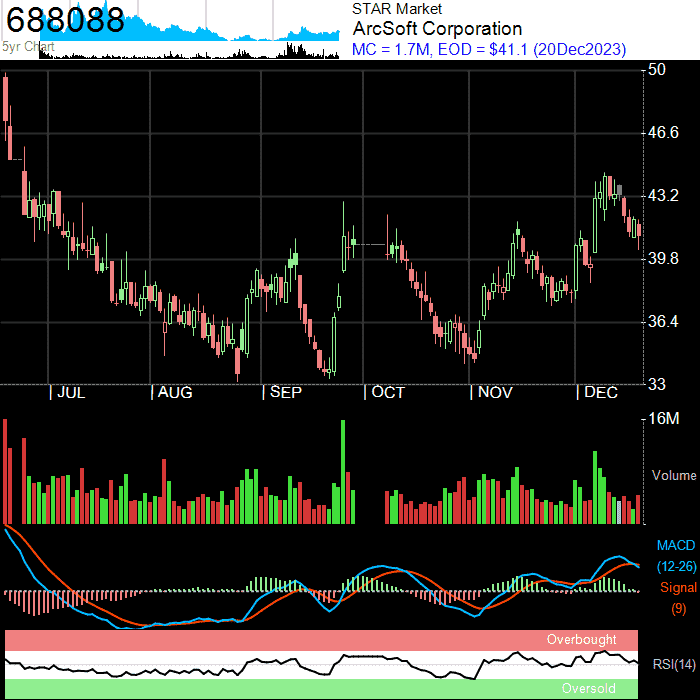 688088
5yr Chart
STAR Market
ArcSoft Corporation
MC = 1.7M, EOD = $41.1 (20Dec2023)
50
46.6
43.2
39.8
36.4
33
| JUL | AUG | SEP | OCT | NOV | DEC
16M
Volume
MACD
(12-26)
Signal
(9)
Overbought
RSI(14)
Oversold